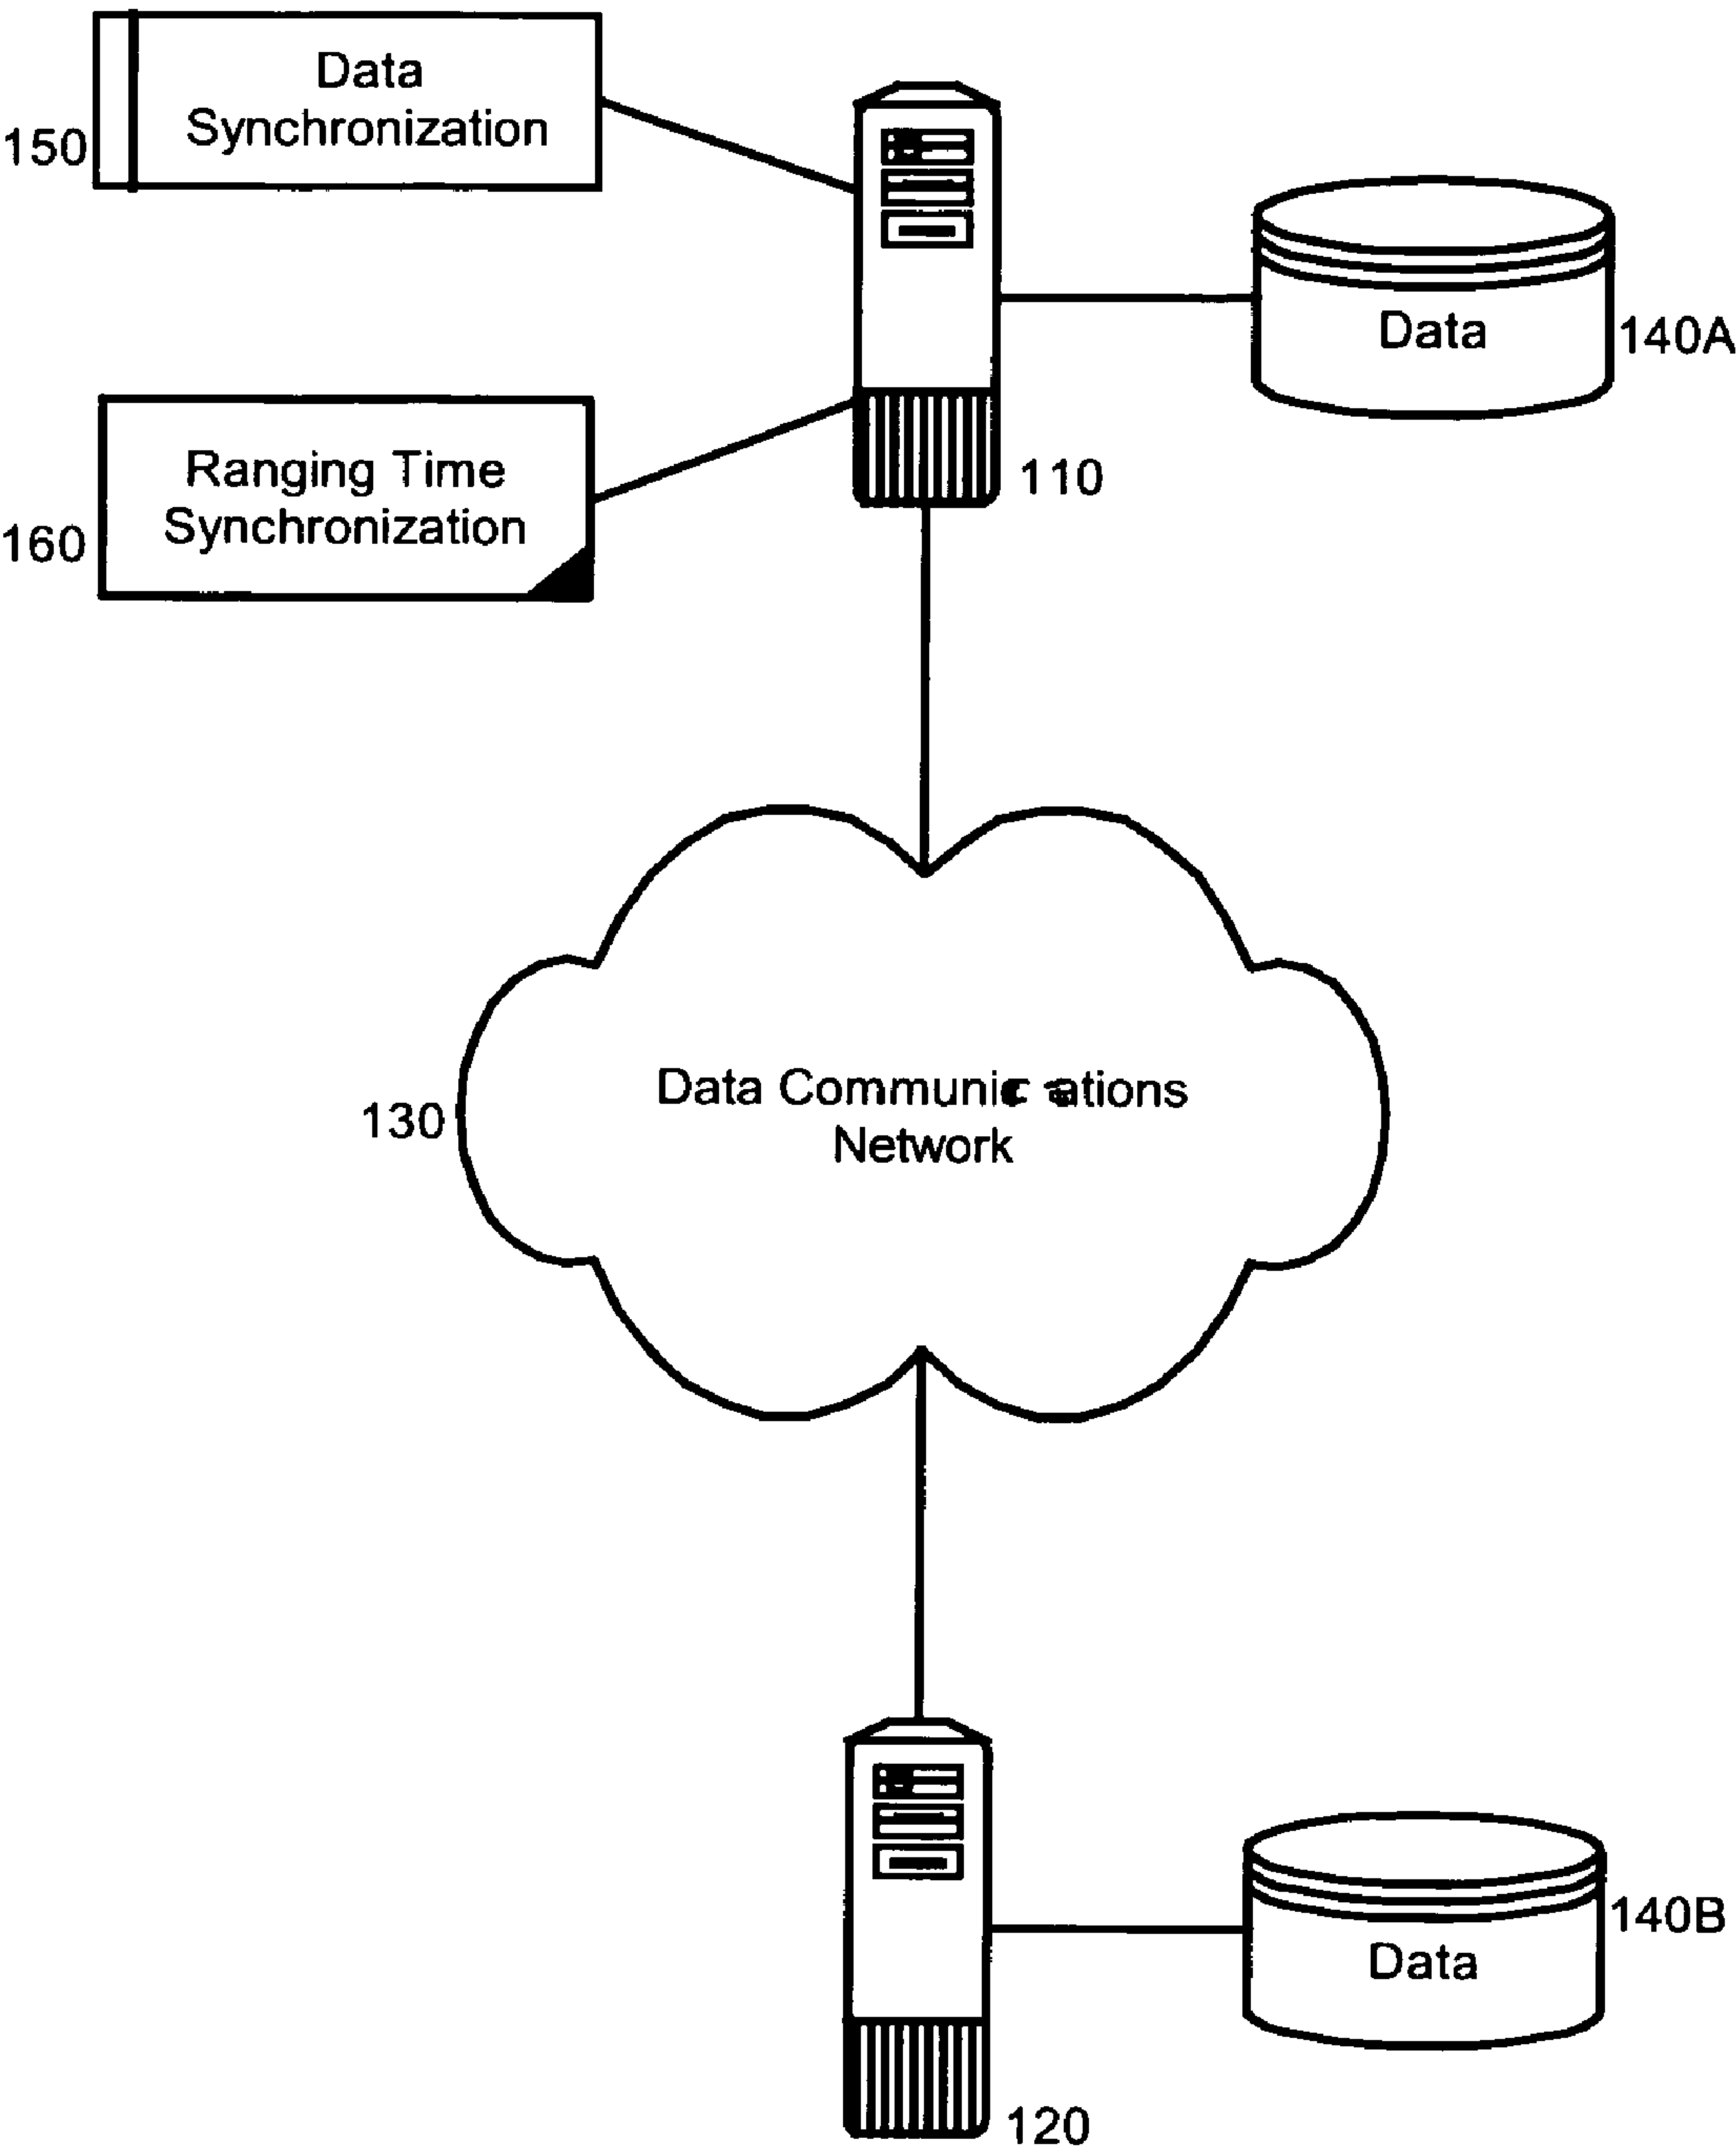 Data
Synchronization
150
Data
140A
Ranging Time
Synchronization
160
110
Data Communications
Network
130
140B
Data
120